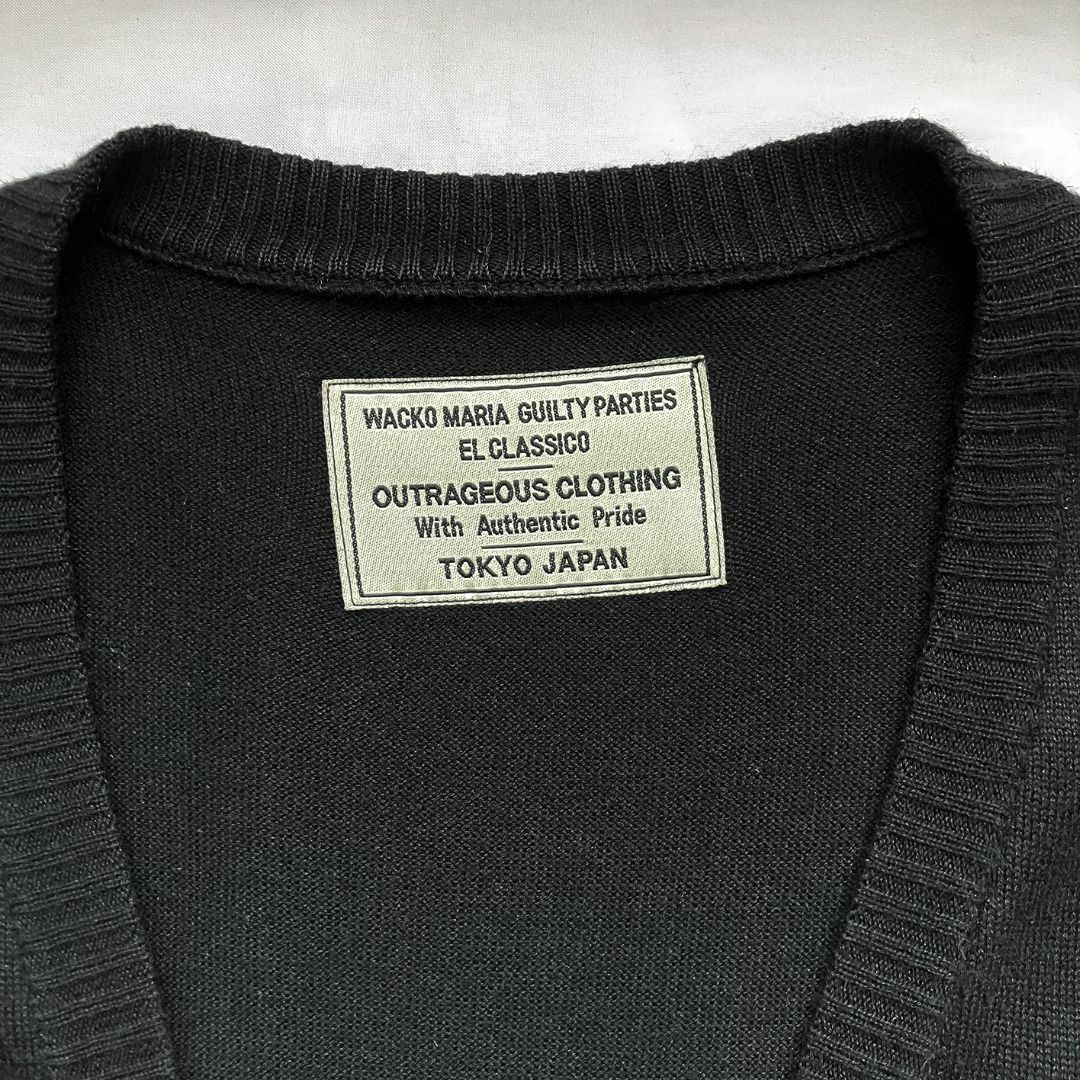 WACKO MARIA GUILTY PARTIES
EL CLASSICO
OUTRAGEOUS CLOTHING
With Authentic Pride
TOKYO JAPAN